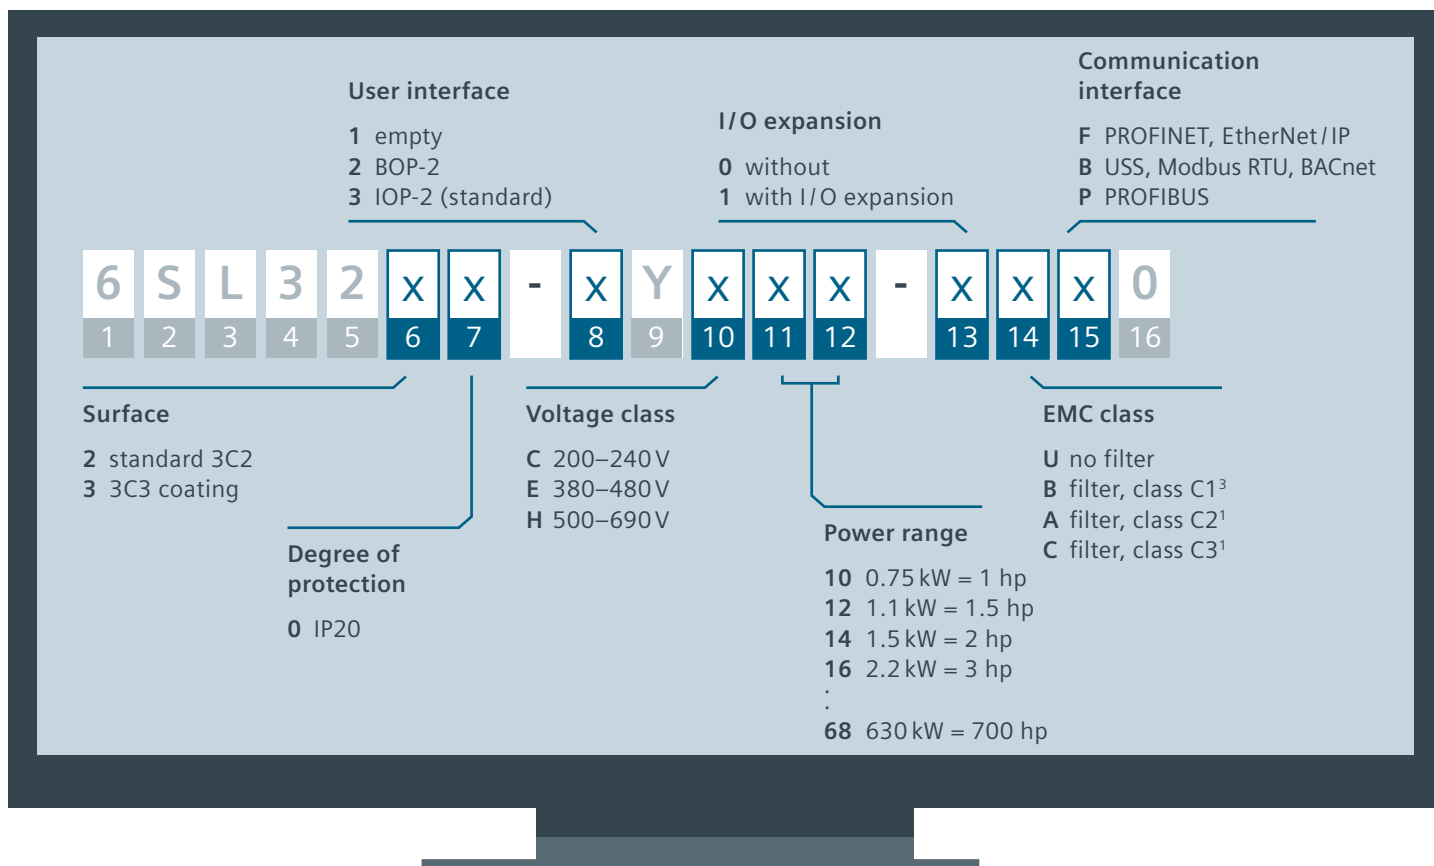 User interface
1 empty
2 BOP-2
3 IOP-2 (standard)
I/O expansion
0 without
1 with I/O expansion
Communication
interface
F PROFINET, EtherNet/IP
B USS, Modbus RTU, BACnet
P PROFIBUS
6 S L 3 2 x x - x Y x x x - x x x 0
1 2 3 4 5 6 7 8 9 10 11 12 13 14 15 16
Surface
2 standard 3C2
3 3C3 coating
Degree of
protection
0 IP20
Voltage class
C 200–240 V
E 380–480 V
H 500–690 V
Power range
10 0.75 kW = 1 hp
12 1.1 kW = 1.5 hp
14 1.5 kW = 2 hp
16 2.2 kW = 3 hp
:
68 630 kW = 700 hp
EMC class
U no filter
B filter, class C1³
A filter, class C2¹
C filter, class C3¹